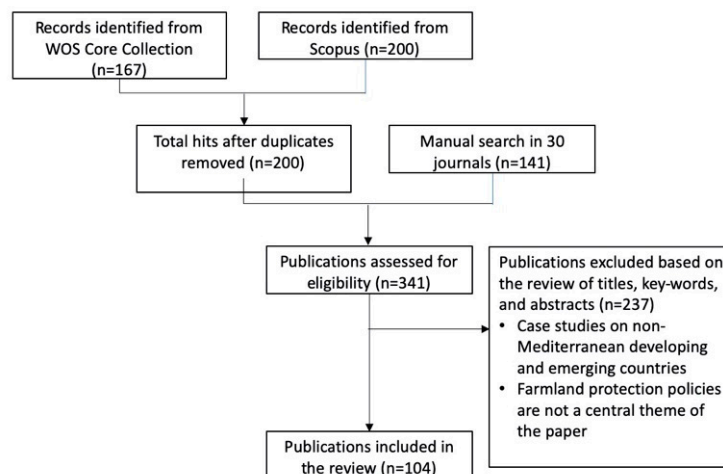 Records identified from
WOS Core Collection
(n=167)
Records identified from
Scopus (n=200)
Total hits after duplicates
removed (n=200)
Manual search in 30
journals (n=141)
Publications assessed for
eligibility (n=341)
Publications excluded based on
the review of titles, key-words,
and abstracts (n=237)
• Case studies on non-
Mediterranean developing
and emerging countries
• Farmland protection policies
are not a central theme of
the paper
Publications included in
the review (n=104)